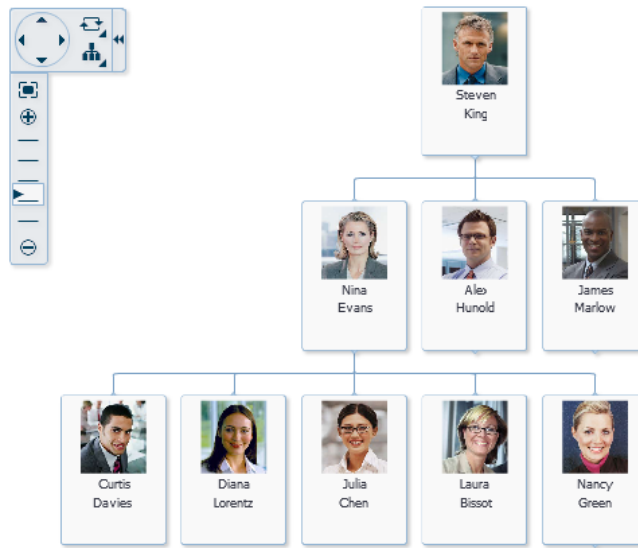 Steven
King
Nina
Evans
Alex
Hunold
James
Marlow
Curtis
Davies
Diana
Lorentz
Julia
Chen
Laura
Bissot
Nancy
Green